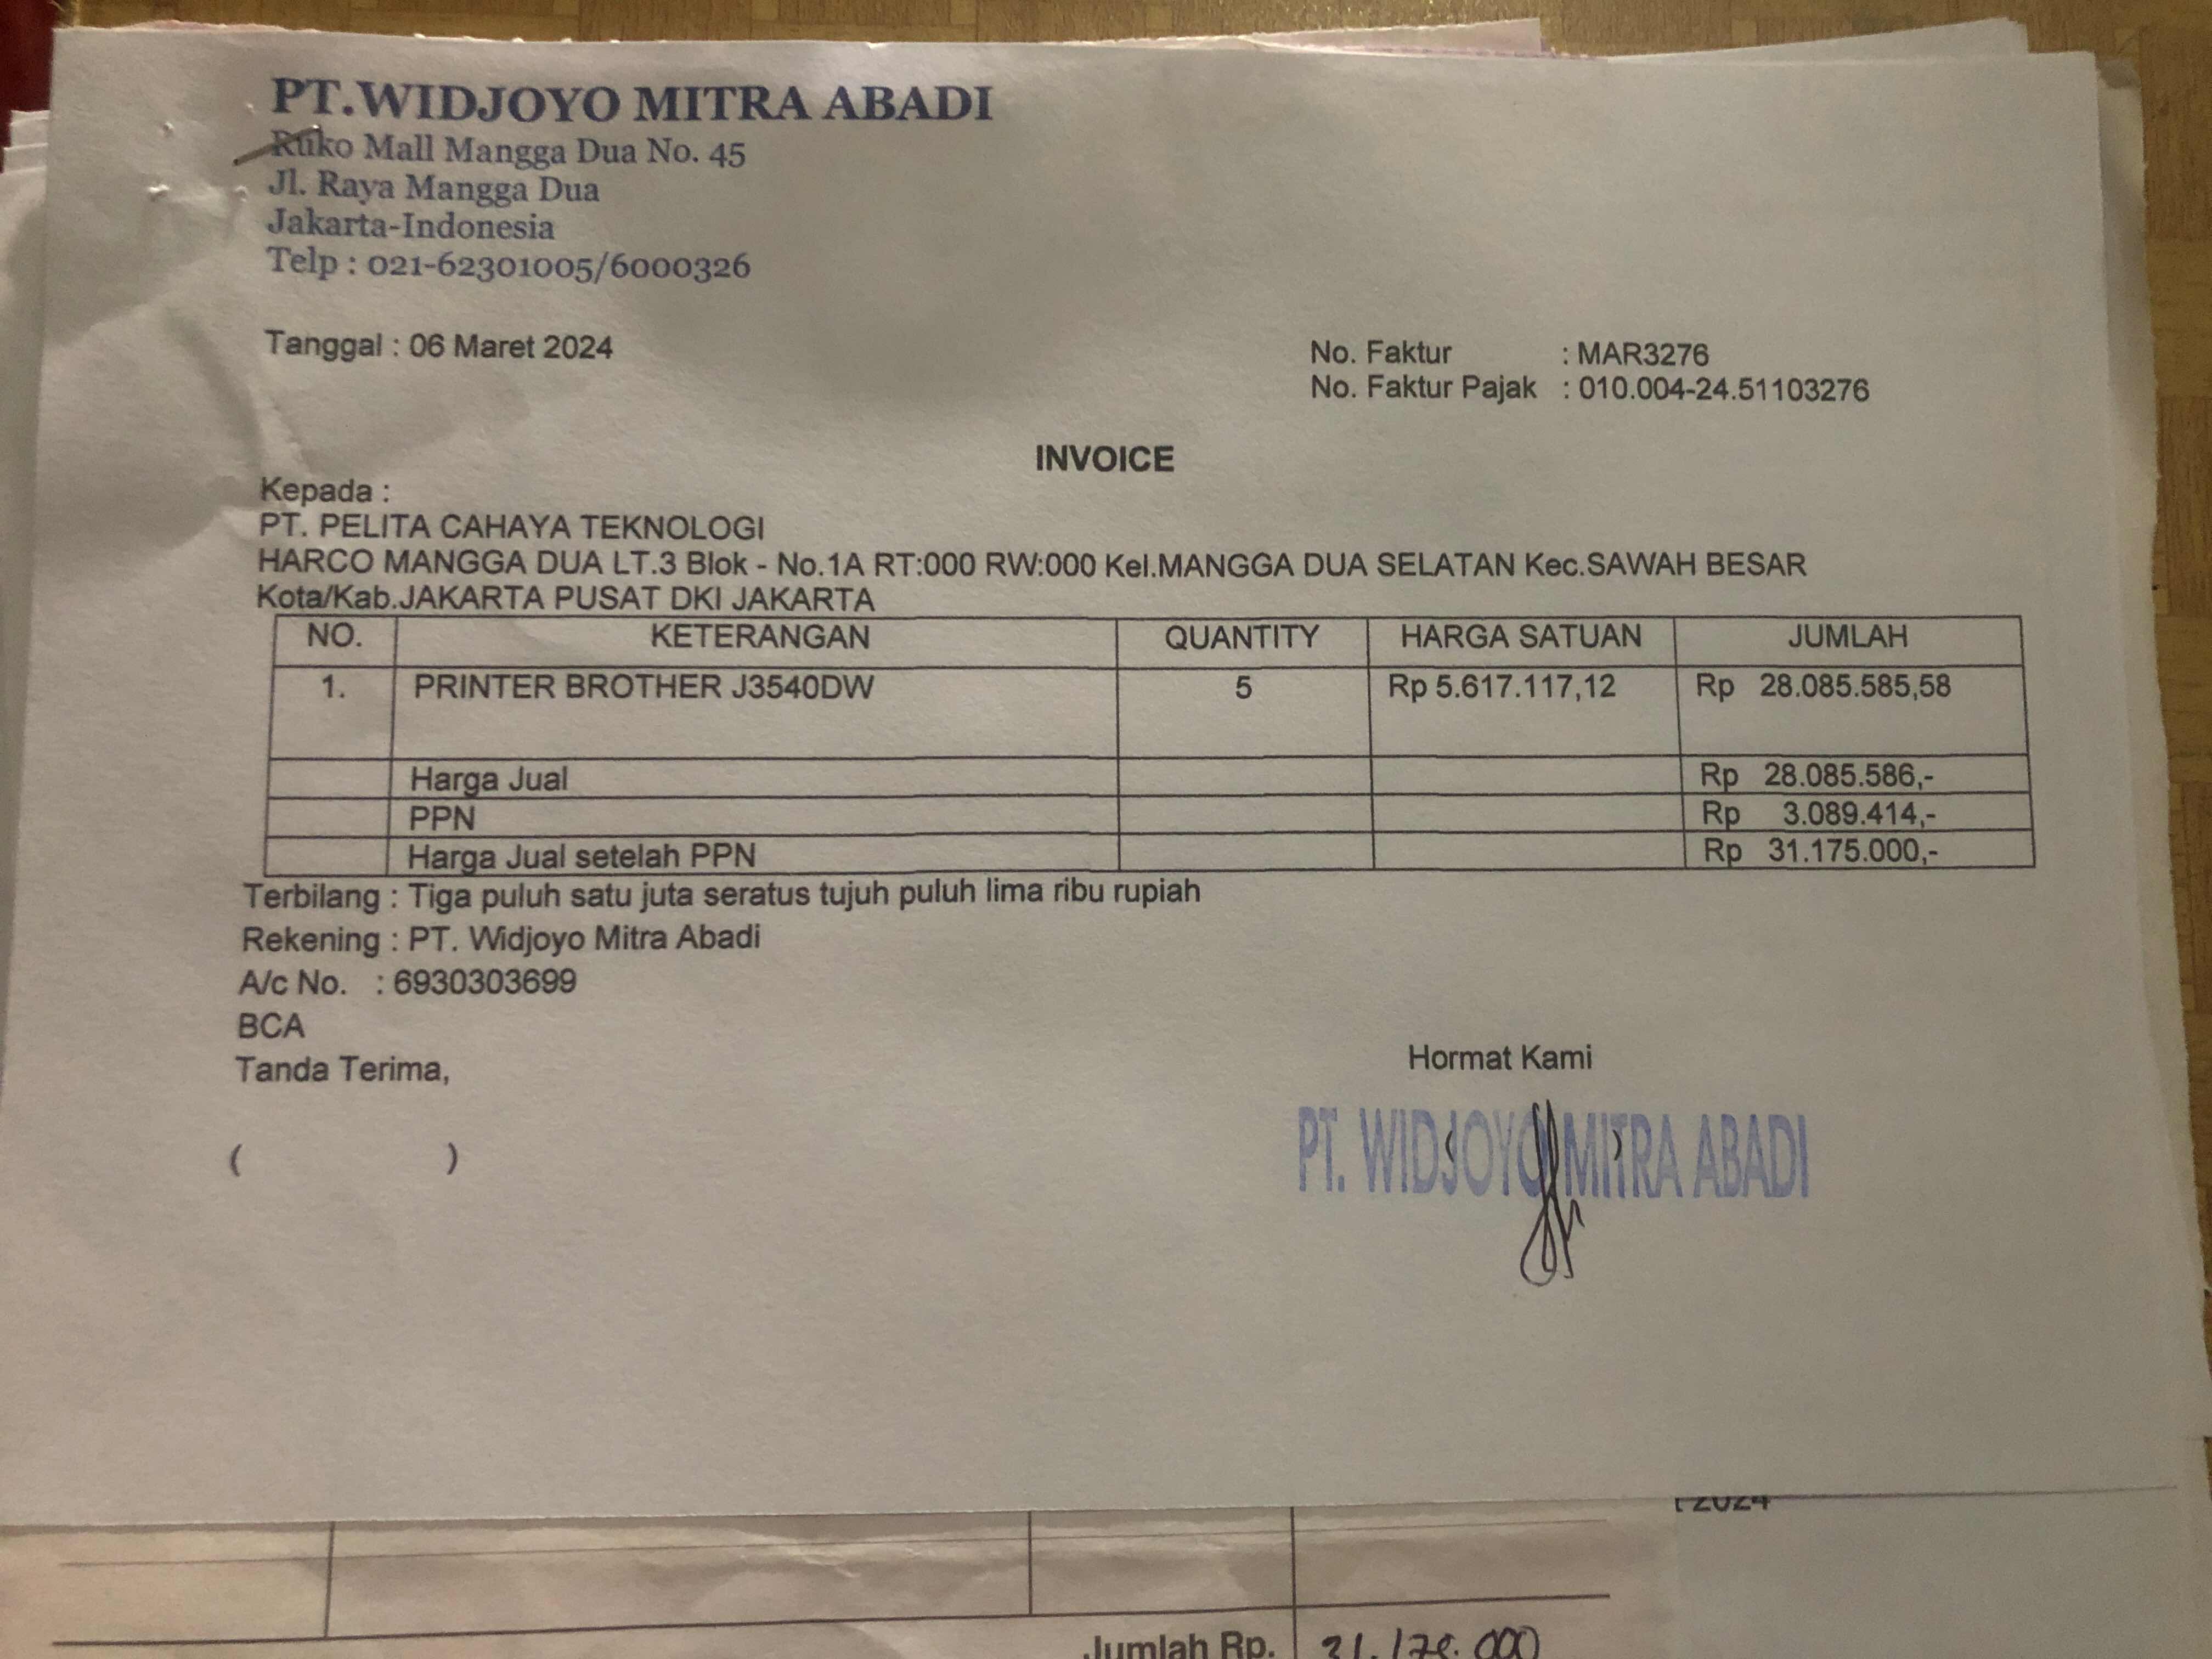 PT.WIDJOYO MITRA ABADI
Ruko Mall Mangga Dua No. 45
Jl. Raya Mangga Dua
Jakarta-Indonesia
Telp : 021-62301005/6000326
Tanggal : 06 Maret 2024
No. Faktur : MAR3276
No. Faktur Pajak : 010.004-24.51103276
INVOICE
Kepada :
PT. PELITA CAHAYA TEKNOLOGI
HARCO MANGGA DUA LT.3 Blok - No.1A RT:000 RW:000 Kel.MANGGA DUA SELATAN Kec.SAWAH BESAR
Kota/Kab.JAKARTA PUSAT DKI JAKARTA
NO. KETERANGAN QUANTITY HARGA SATUAN JUMLAH
1. PRINTER BROTHER J3540DW 5 Rp 5.617.117,12 Rp 28.085.585,58
Harga Jual Rp 28.085.586,-
PPN Rp 3.089.414,-
Harga Jual setelah PPN Rp 31.175.000,-
Terbilang : Tiga puluh satu juta seratus tujuh puluh lima ribu rupiah
Rekening : PT. Widjoyo Mitra Abadi
A/c No. : 6930303699
BCA
Tanda Terima,
Hormat Kami
( )
PT. WIDJOYO MITRA ABADI
2024
Jumlah Rp. 31.175.000